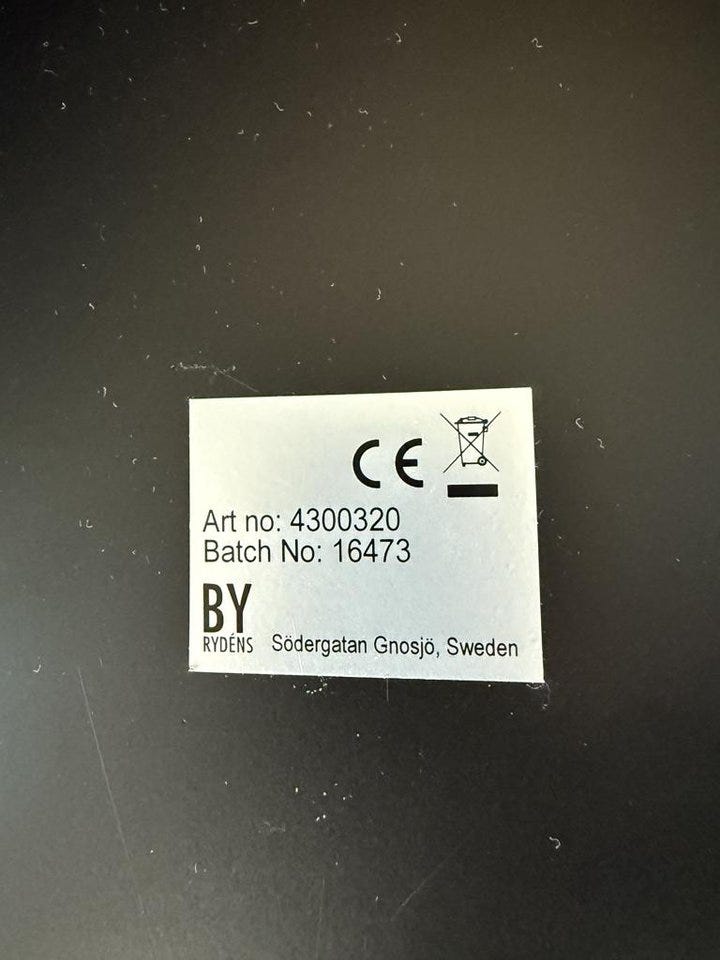 CE
Art no: 4300320
Batch No: 16473
BY
RYDÉNS Södergatan Gnosjö, Sweden